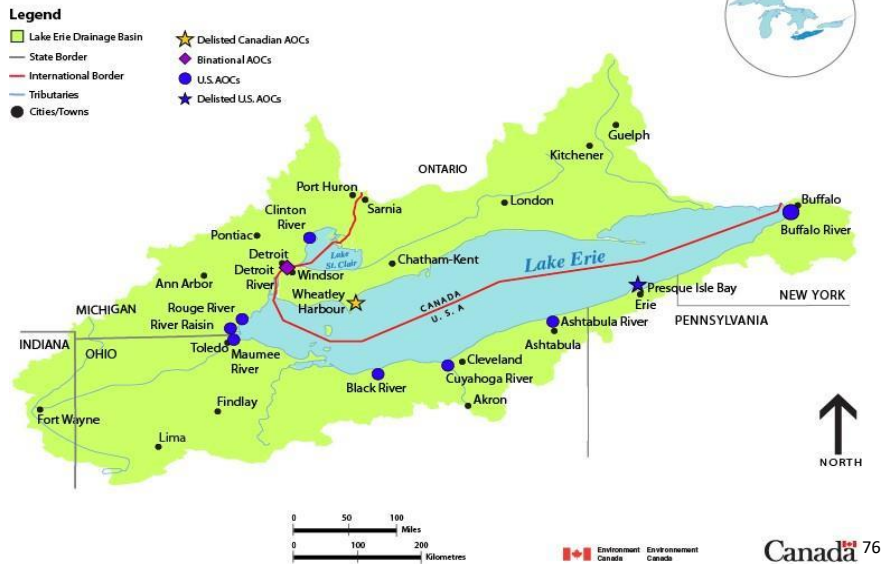 Legend
Lake Erie Drainage Basin
State Border
International Border
Tributaries
Cities/Towns
Delisted Canadian AOCs
Binational AOCs
U.S. AOCs
Delisted U.S. AOCs
Guelph
Kitchener
ONTARIO
Port Huron
Sarnia
London
Clinton
River
Buffalo
Buffalo River
Pontiac
Lake
St. Clair
Detroit
Detroit
River
Windsor
Chatham-Kent
Lake Erie
Ann Arbor
Wheatley
Harbour
CANADA
U.S.A
Presque Isle Bay
Erie
NEW YORK
MICHIGAN
Rouge River
River Raisin
PENNSYLVANIA
Ashtabula River
Ashtabula
INDIANA
OHIO
Toledo
Maumee
River
Cleveland
Cuyahoga River
Black River
Akron
Findlay
Fort Wayne
Lima
NORTH
0 50 100
Miles
0 100 200
Kilometres
Environment Environnement
Canada Canada
Canada 76